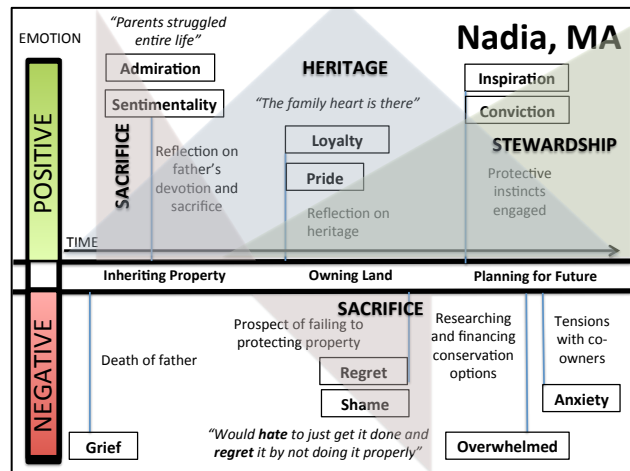 EMOTION
"Parents struggled
entire life"
Nadia, MA
Admiration
Sentimentality
HERITAGE
Inspiration
Conviction
"The family heart is there"
SACRIFICE
Reflection on
father's
devotion and
sacrifice
Loyalty
Pride
Reflection on
heritage
STEWARDSHIP
Protective
instincts
engaged
POSITIVE
TIME
Inheriting Property
Owning Land
Planning for Future
NEGATIVE
Death of father
Grief
SACRIFICE
Prospect of failing to
protecting property
Regret
Shame
"Would hate to just get it done and
regret it by not doing it properly"
Researching
and financing
conservation
options
Overwhelmed
Tensions
with co-
owners
Anxiety